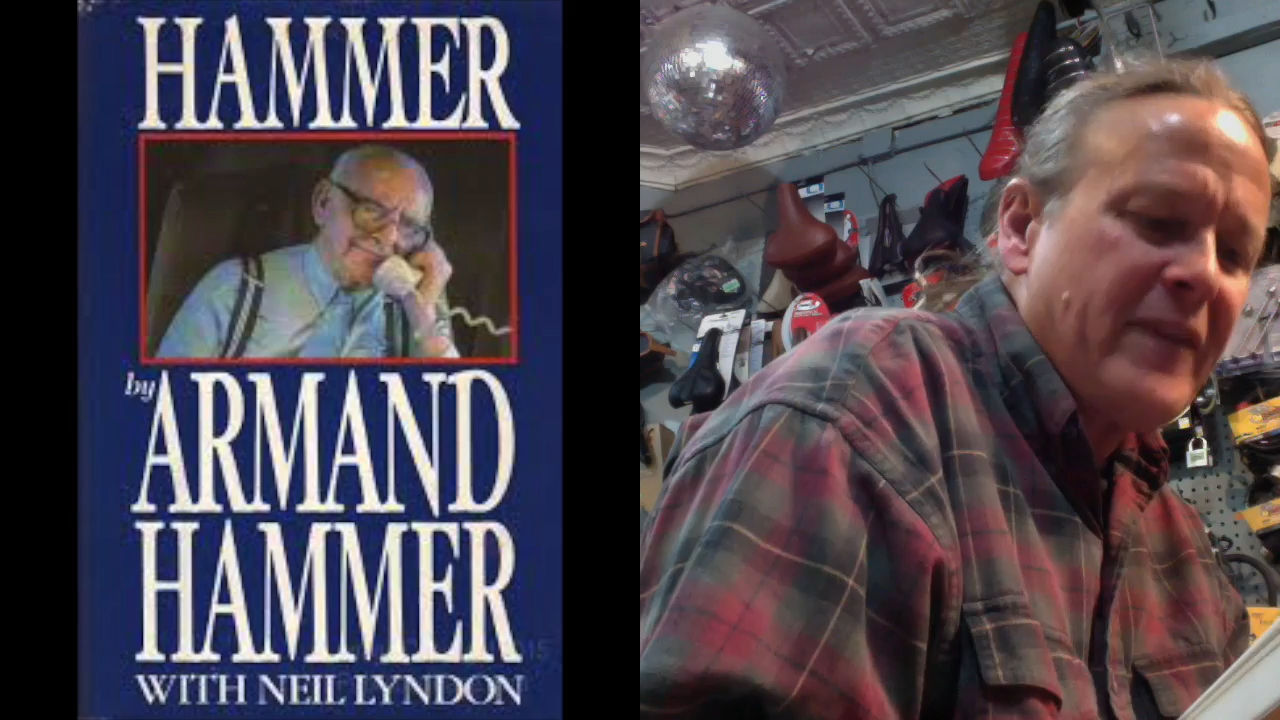 HAMMER
by
ARMAND
HAMMER
WITH NEIL LYNDON